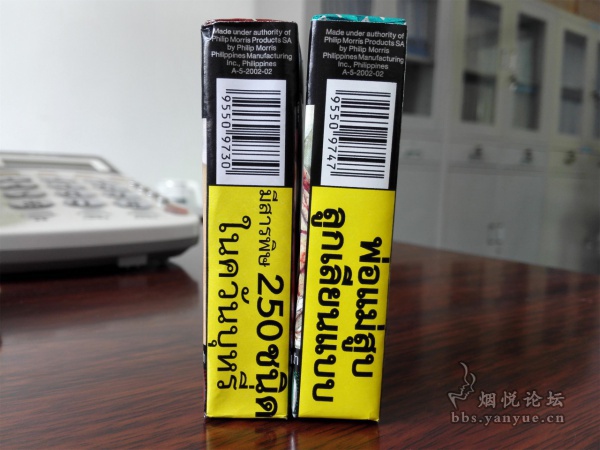 Made under authority of
Philip Morris Products SA
by Philip Morris
Philippines Manufacturing
Inc., Philippines
A-5-2002-02
9550 9730
มีสารพิษ 250ชนิด
ในควันบุหรี่
Made under authority of
Philip Morris Products SA
by Philip Morris
Philippines Manufacturing
Inc., Philippines
A-5-2002-02
9550 9747
พ่อแม่สูบ
ลูกเลียนแบบ
烟悦论坛
bbs.yanyue.cn